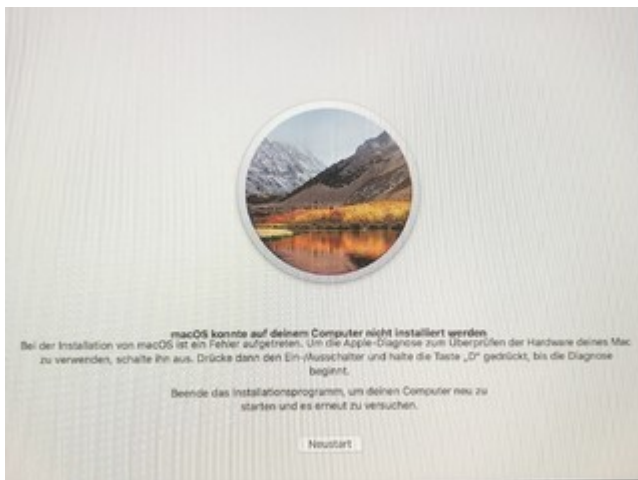 macOS konnte auf deinem Computer nicht installiert werden
Bei der Installation von macOS ist ein Fehler aufgetreten. Um die Apple-Diagnose zum Überprüfen der Hardware deines Mac
zu verwenden, schalte ihn aus. Drücke dann den Ein-/Ausschalter und halte die Taste „D“ gedrückt, bis die Diagnose
beginnt.
Beende das Installationsprogramm, um deinen Computer neu zu
starten und es erneut zu versuchen.
Neustart